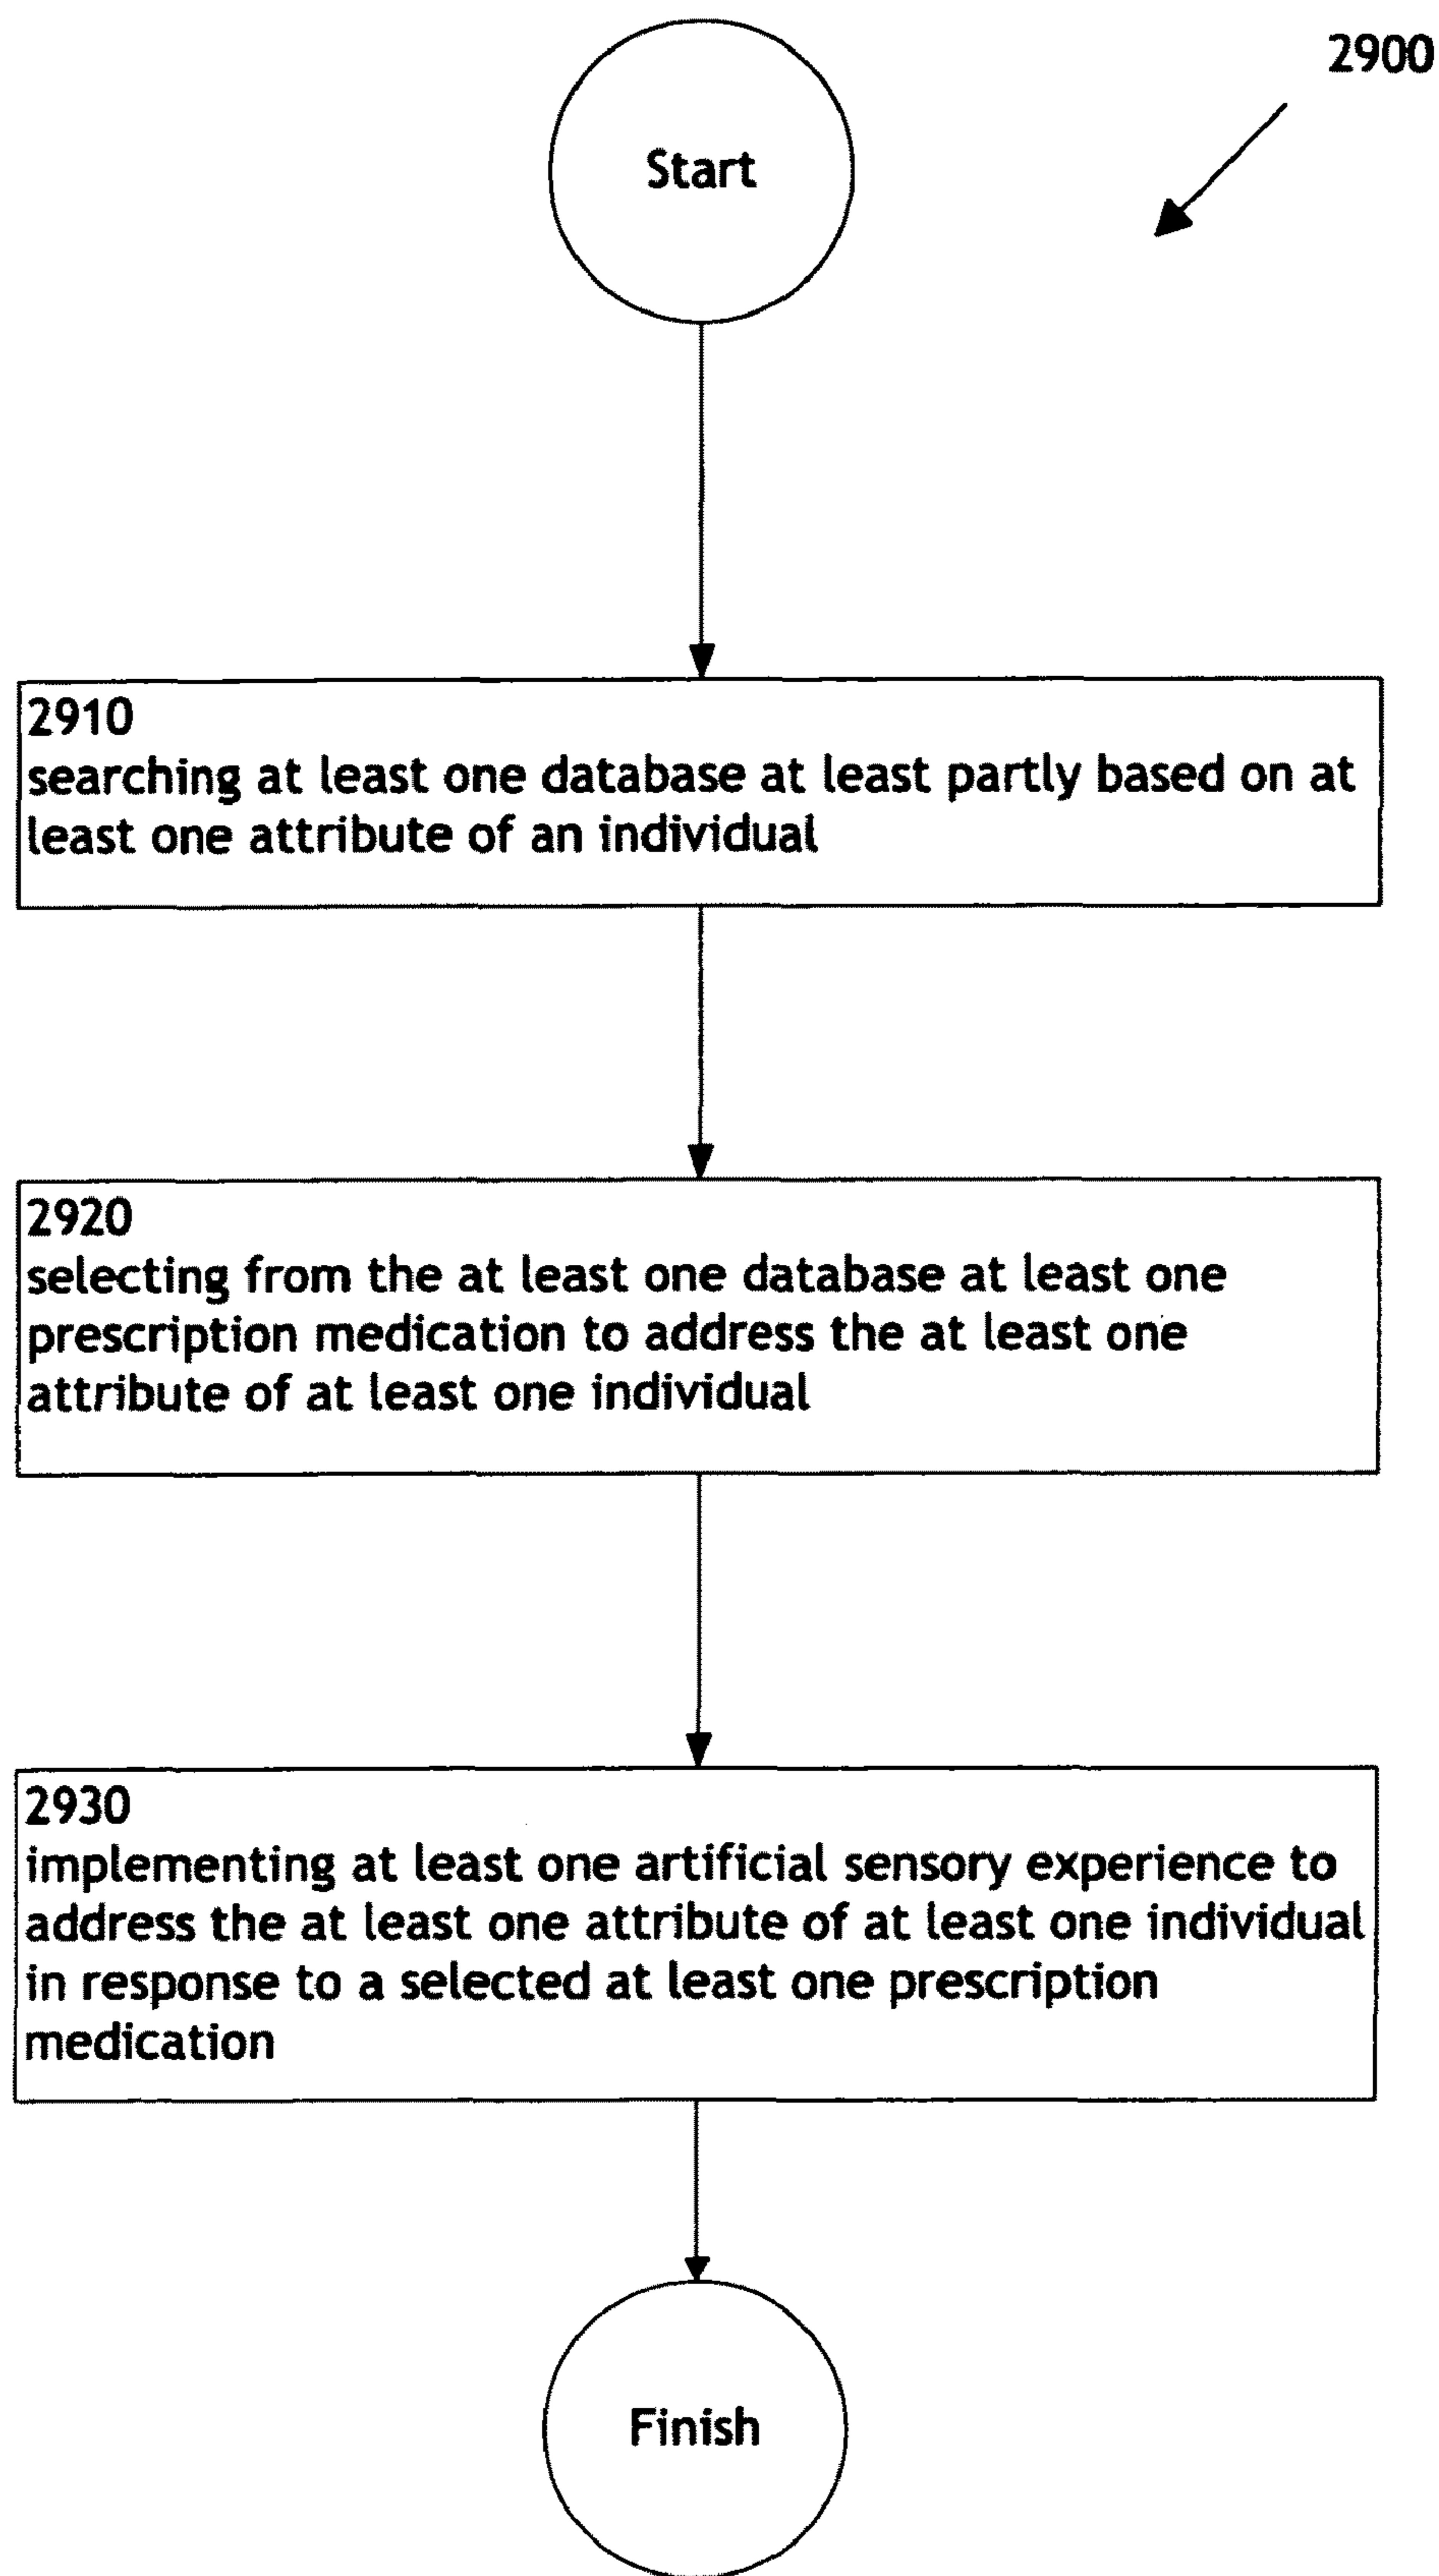 2900
Start
2910
searching at least one database at least partly based on at
least one attribute of an individual
2920
selecting from the at least one database at least one
prescription medication to address the at least one
attribute of at least one individual
2930
implementing at least one artificial sensory experience to
address the at least one attribute of at least one individual
in response to a selected at least one prescription
medication
Finish